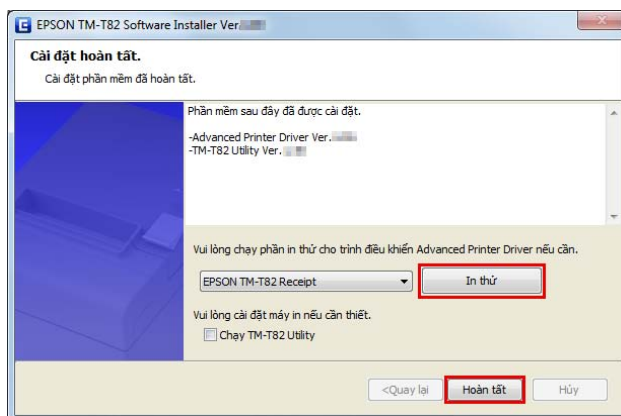 EPSON TM-T82 Software Installer Ver.
Cài đặt hoàn tất.
Cài đặt phần mềm đã hoàn tất.
Phần mềm sau đây đã được cài đặt.
-Advanced Printer Driver Ver.
-TM-T82 Utility Ver.
Vui lòng chạy phần in thử cho trình điều khiển Advanced Printer Driver nếu cần.
EPSON TM-T82 Receipt
In thử
Vui lòng cài đặt máy in nếu cần thiết.
Chạy TM-T82 Utility
<Quay lại Hoàn tất Hủy